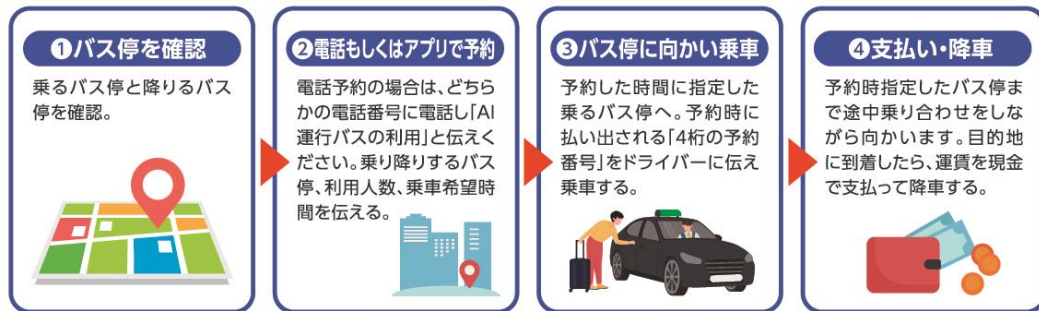 ❶バス停を確認
乗るバス停と降りるバス
停を確認。
❷電話もしくはアプリで予約
電話予約の場合は、どちら
かの電話番号に電話し「AI
運行バスの利用」と伝えく
ださい。乗り降りするバス
停、利用人数、乗車希望時
間を伝える。
❸バス停に向かい乗車
予約した時間に指定した
乗るバス停へ。予約時に
払い出される「4桁の予約
番号」をドライバーに伝え
乗車する。
❹支払い・降車
予約時指定したバス停ま
で途中乗り合わせをしな
がら向かいます。目的地
に到着したら、運賃を現金
で支払って降車する。